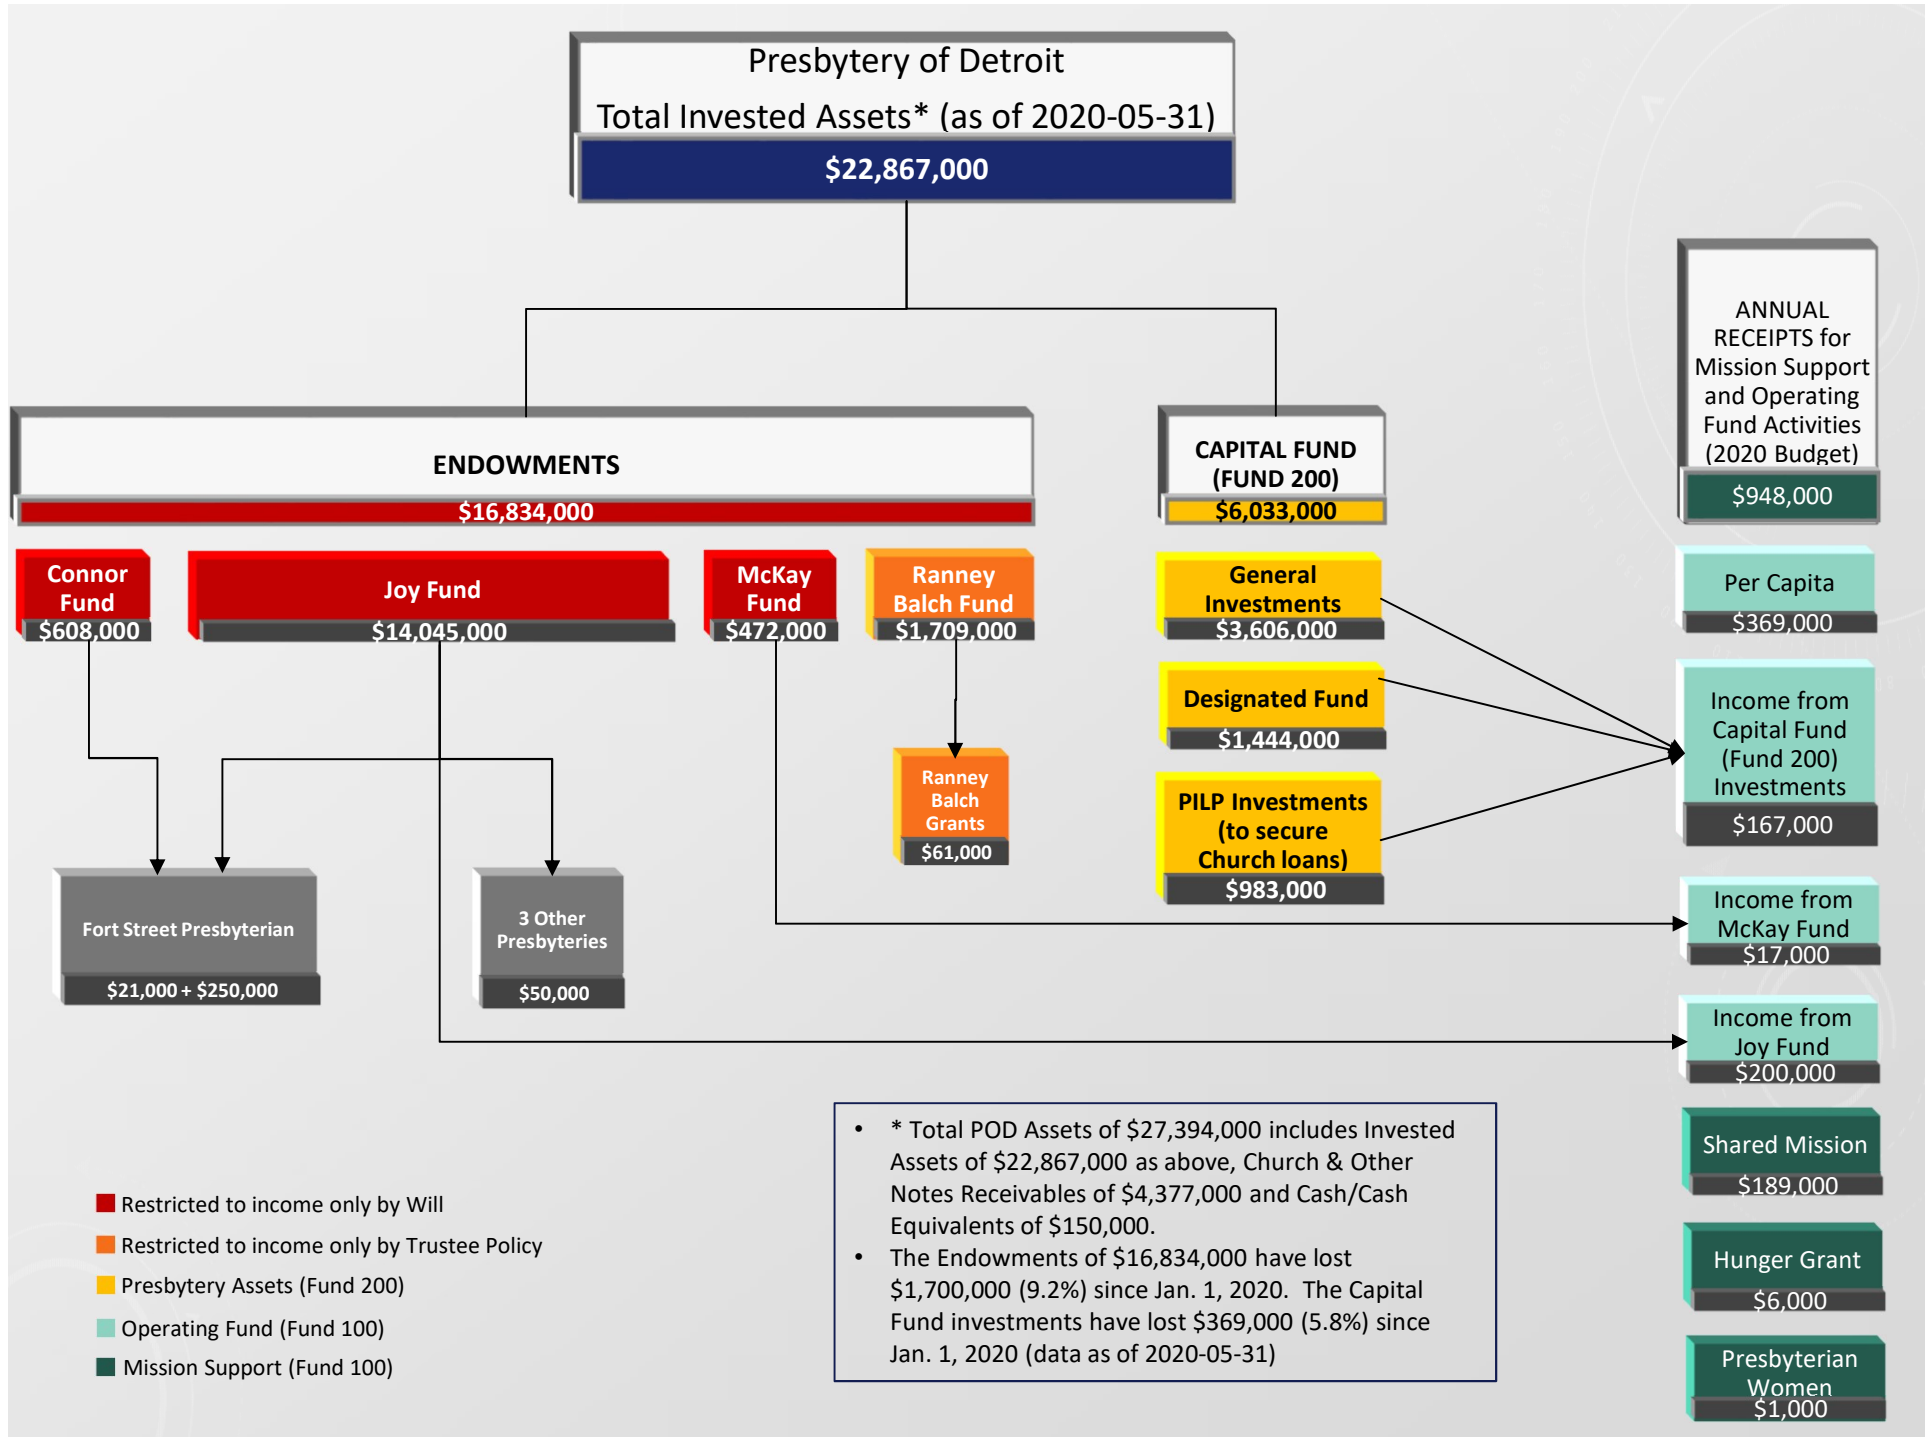 Presbytery of Detroit
Total Invested Assets* (as of 2020-05-31)
$22,867,000
ENDOWMENTS
$16,834,000
CAPITAL FUND
(FUND 200)
$6,033,000
ANNUAL
RECEIPTS for
Mission Support
and Operating
Fund Activities
(2020 Budget)
$948,000
Connor
Fund
$608,000
Joy Fund
$14,045,000
McKay
Fund
$472,000
Ranney
Balch Fund
$1,709,000
General
Investments
$3,606,000
Per Capita
$369,000
Designated Fund
$1,444,000
Income from
Capital Fund
(Fund 200)
Investments
$167,000
Ranney
Balch
Grants
$61,000
PILP Investments
(to secure
Church loans)
$983,000
Fort Street Presbyterian
$21,000 + $250,000
3 Other
Presbyteries
$50,000
Income from
McKay Fund
$17,000
Income from
Joy Fund
$200,000
Shared Mission
$189,000
Hunger Grant
$6,000
Presbyterian
Women
$1,000
• * Total POD Assets of $27,394,000 includes Invested
Assets of $22,867,000 as above, Church & Other
Notes Receivables of $4,377,000 and Cash/Cash
Equivalents of $150,000.
• The Endowments of $16,834,000 have lost
$1,700,000 (9.2%) since Jan. 1, 2020. The Capital
Fund investments have lost $369,000 (5.8%) since
Jan. 1, 2020 (data as of 2020-05-31)
Restricted to income only by Will
Restricted to income only by Trustee Policy
Presbytery Assets (Fund 200)
Operating Fund (Fund 100)
Mission Support (Fund 100)